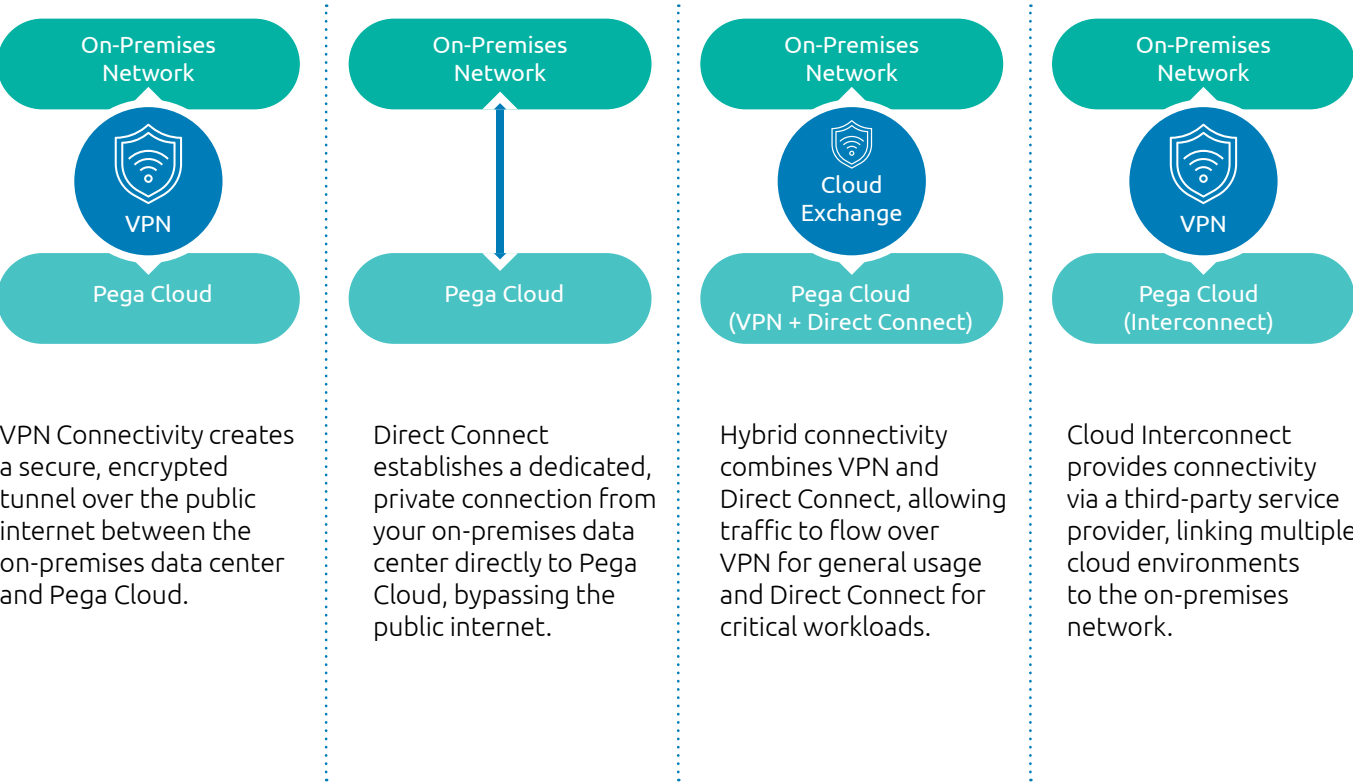 On-Premises
Network
VPN
Pega Cloud
VPN Connectivity creates
a secure, encrypted
tunnel over the public
internet between the
on-premises data center
and Pega Cloud.
On-Premises
Network
Pega Cloud
Direct Connect
establishes a dedicated,
private connection from
your on-premises data
center directly to Pega
Cloud, bypassing the
public internet.
On-Premises
Network
Cloud
Exchange
Pega Cloud
(VPN + Direct Connect)
Hybrid connectivity
combines VPN and
Direct Connect, allowing
traffic to flow over
VPN for general usage
and Direct Connect for
critical workloads.
On-Premises
Network
VPN
Pega Cloud
(Interconnect)
Cloud Interconnect
provides connectivity
via a third-party service
provider, linking multiple
cloud environments
to the on-premises
network.